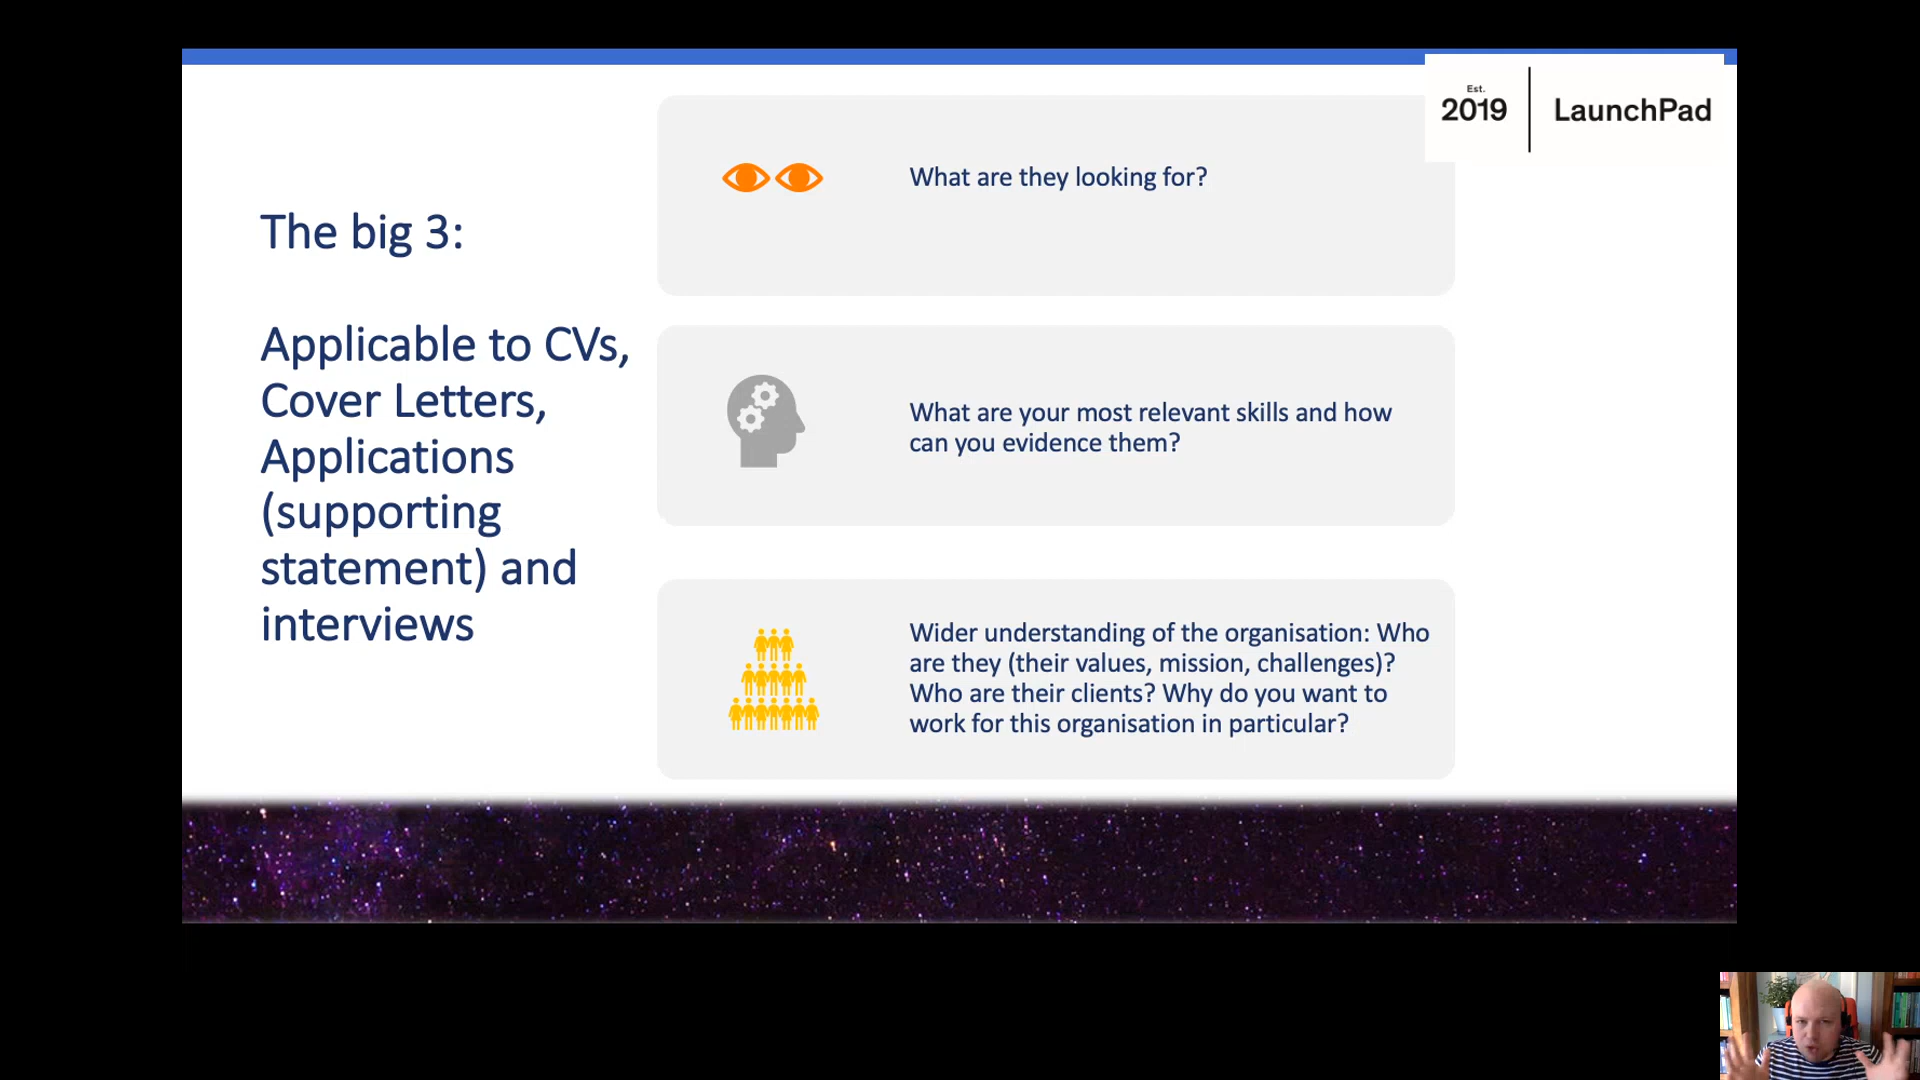 Est.
2019
LaunchPad
The big 3:
Applicable to CVs,
Cover Letters,
Applications
(supporting
statement) and
interviews
What are they looking for?
What are your most relevant skills and how
can you evidence them?
Wider understanding of the organisation: Who
are they (their values, mission, challenges)?
Who are their clients? Why do you want to
work for this organisation in particular?